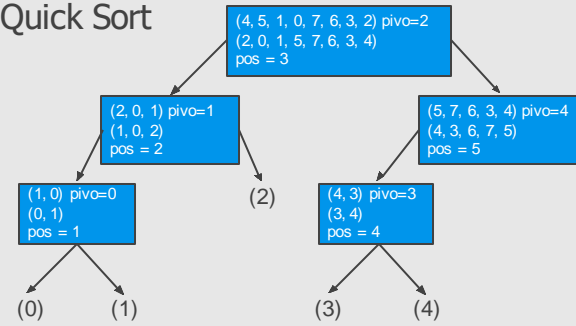 Quick Sort
(4, 5, 1, 0, 7, 6, 3, 2) pivo=2
(2, 0, 1, 5, 7, 6, 3, 4)
pos = 3
(2, 0, 1) pivo=1
(1, 0, 2)
pos = 2
(5, 7, 6, 3, 4) pivo=4
(4, 3, 6, 7, 5)
pos = 5
(1, 0) pivo=0
(0, 1)
pos = 1
(2)
(4, 3) pivo=3
(3, 4)
pos = 4
(0)
(1)
(3)
(4)